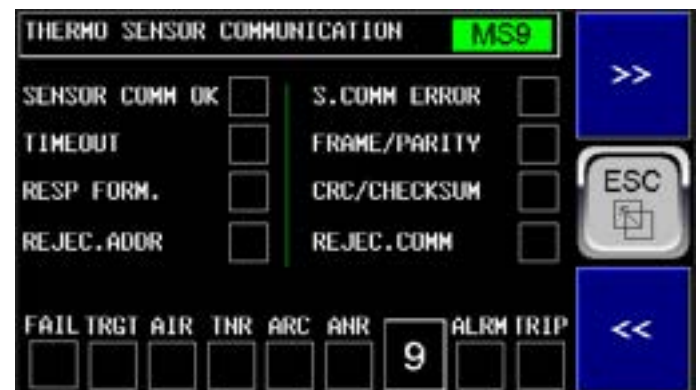 THERMO SENSOR COMMUNICATION MS9
>>
SENSOR COMM OK S.COMM ERROR
TIMEOUT FRAME/PARITY
RESP FORM. CRC/CHECKSUM
ESC
REJEC.ADDR REJEC.COMM
FAIL TRGT AIR TNR ARC ANR 9 ALRM TRIP
<<